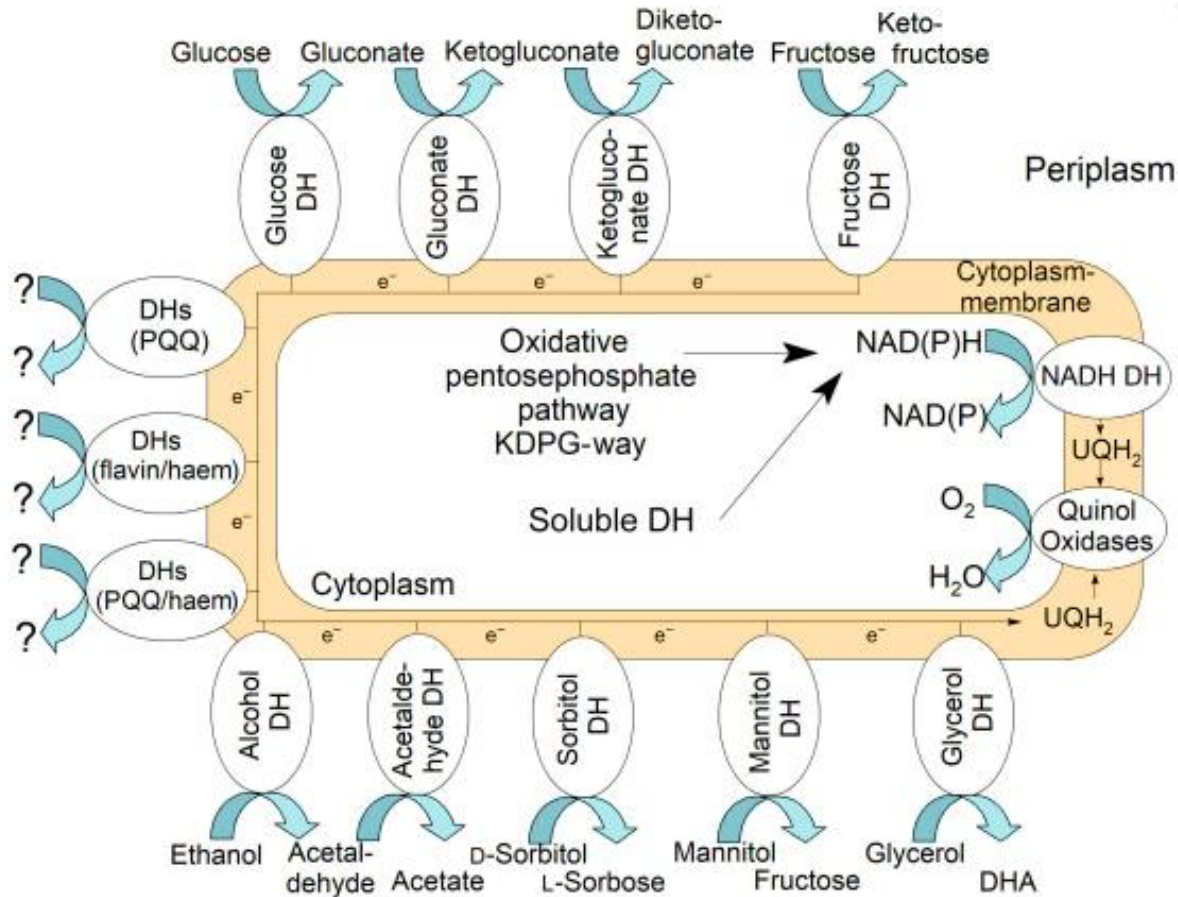 Glucose
Gluconate
Ketogluconate
Diketo-
gluconate
Fructose
Keto-
fructose
Glucose
DH
Gluconate
DH
Ketogluco-
nate DH
Fructose
DH
Periplasm
e⁻
e⁻
e⁻
e⁻
Cytoplasm-
membrane
?
?
DHs
(PQQ)
e⁻
?
?
DHs
(flavin/haem)
e⁻
?
?
DHs
(PQQ/haem)
Oxidative
pentosephosphate
pathway
KDPG-way
Soluble DH
Cytoplasm
NAD(P)H
NAD(P)
NADH DH
UQH₂
O₂
H₂O
Quinol
Oxidases
UQH₂
e⁻
e⁻
e⁻
e⁻
Alcohol
DH
Acetalde-
hyde DH
Sorbitol
DH
Mannitol
DH
Glycerol
DH
Ethanol
Acetal-
dehyde
Acetate
D-Sorbitol
L-Sorbose
Mannitol
Fructose
Glycerol
DHA